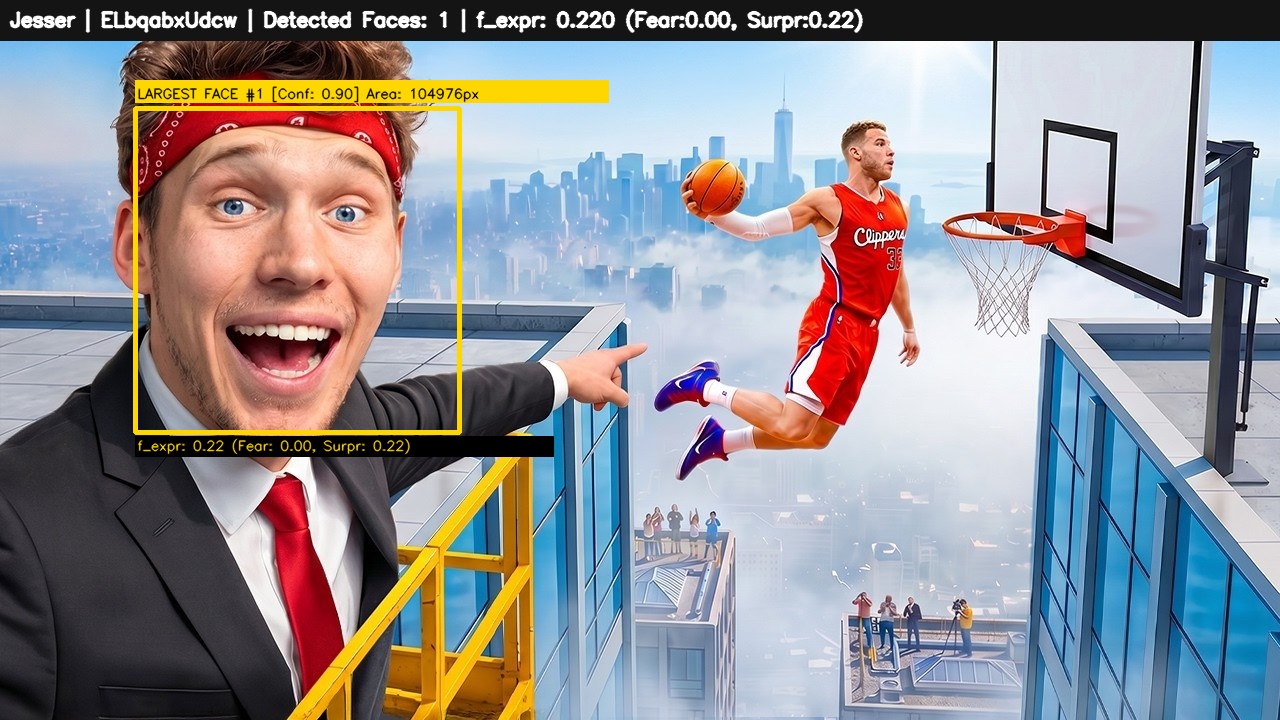 Jesser | ELbqabxUdcw | Detected Faces: 1 | f_expr: 0.220 (Fear:0.00, Surpr:0.22)
LARGEST FACE #1 [Conf: 0.90] Area: 104976px
Clippers
32
f_expr: 0.22 (Fear: 0.00, Surpr: 0.22)